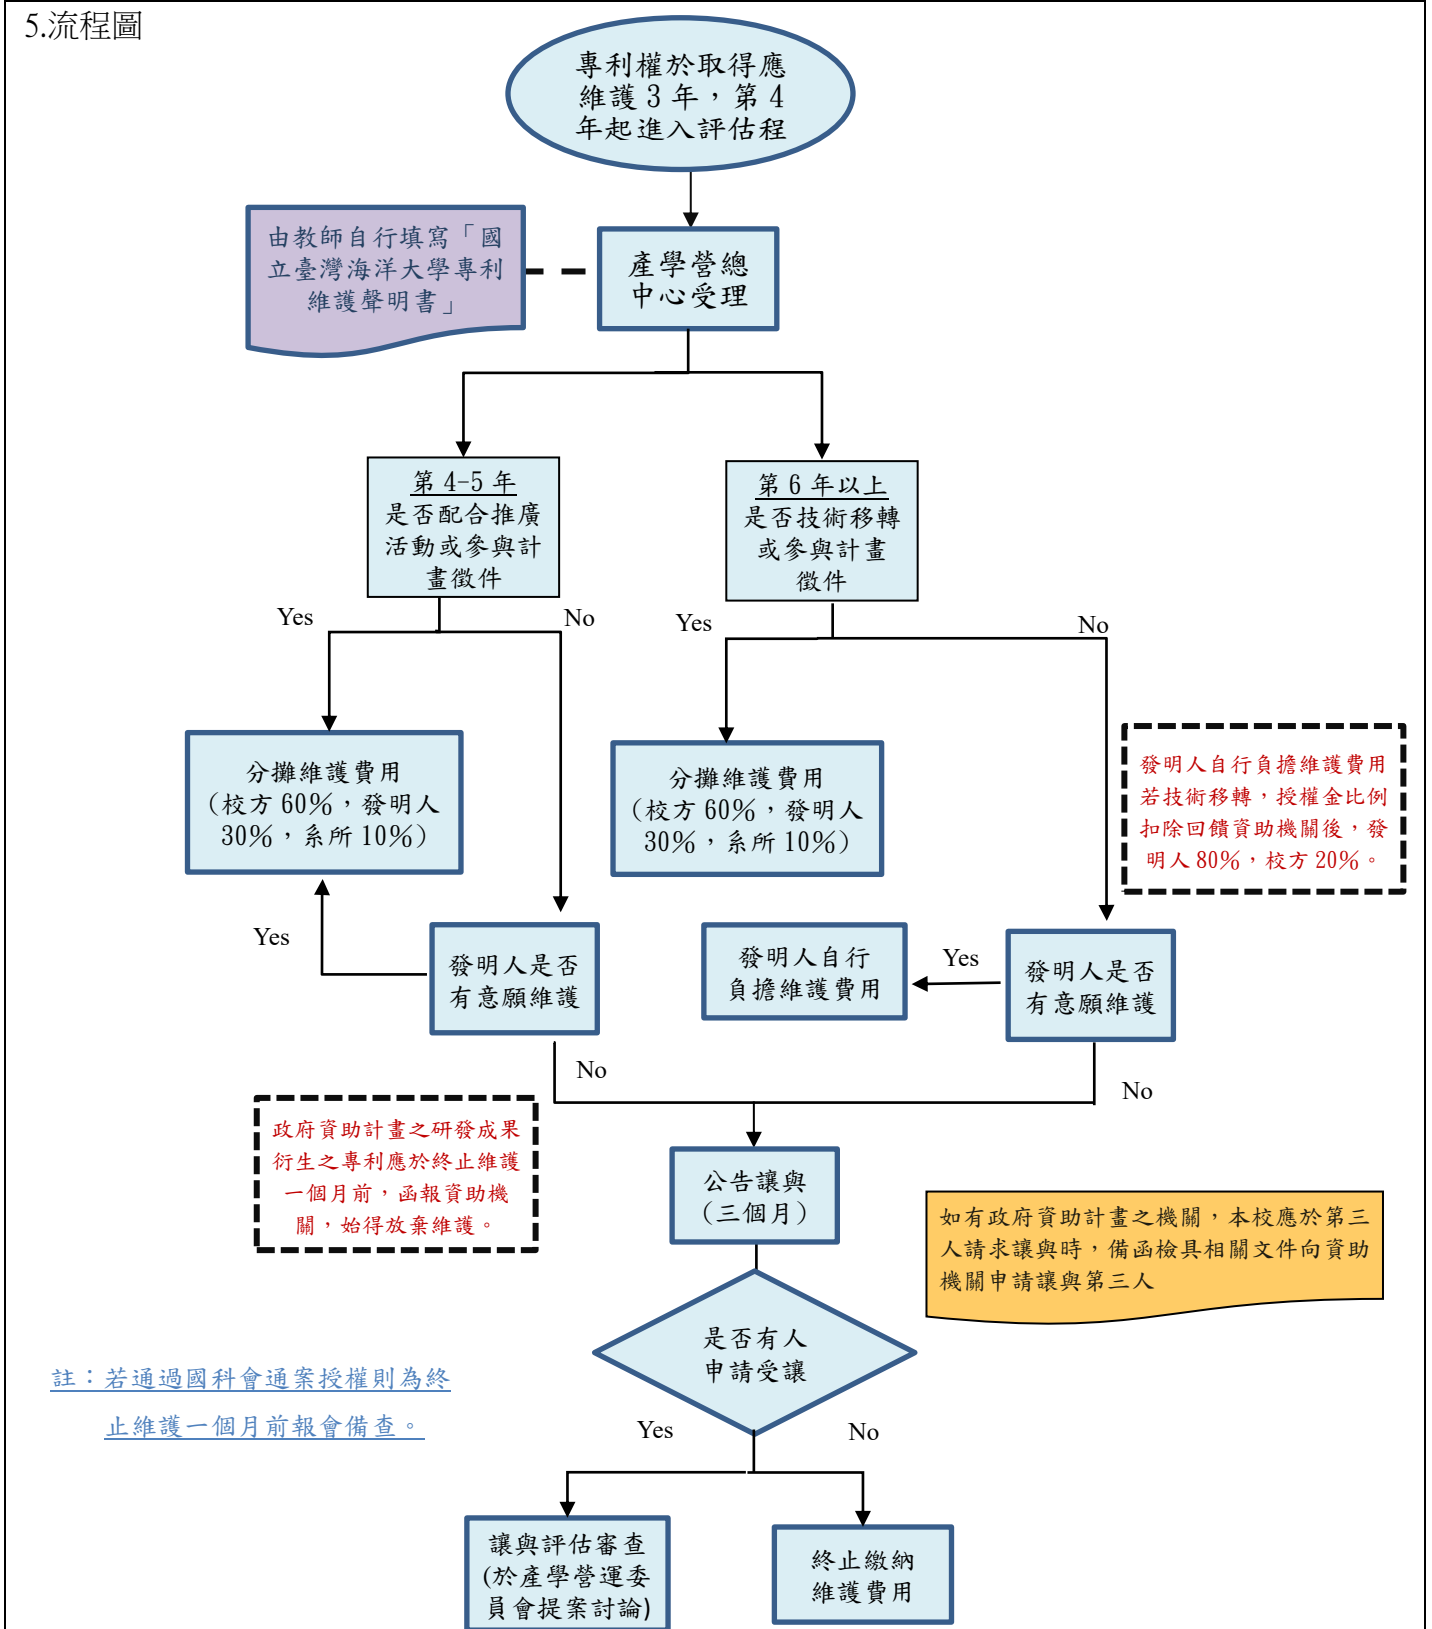 5.流程圖
專利權於取得應
維護 3 年，第 4
年起進入評估程
由教師自行填寫「國
立臺灣海洋大學專利
維護聲明書」
產學營總
中心受理
第 4-5 年
是否配合推廣
活動或參與計
畫徵件
第 6 年以上
是否技術移轉
或參與計畫
徵件
Yes
No
Yes
No
分攤維護費用
（校方 60%，發明人
30%，系所 10%）
分攤維護費用
（校方 60%，發明人
30%，系所 10%）
發明人自行負擔維護費用
若技術移轉，授權金比例
扣除回饋資助機關後，發
明人 80%，校方 20%。
Yes
發明人是否
有意願維護
發明人自行
負擔維護費用
Yes
發明人是否
有意願維護
No
No
政府資助計畫之研發成果
衍生之專利應於終止維護
一個月前，函報資助機
關，始得放棄維護。
公告讓與
（三個月）
如有政府資助計畫之機關，本校應於第三
人請求讓與時，備函檢具相關文件向資助
機關申請讓與第三人
是否有人
申請受讓
註：若通過國科會通案授權則為終
止維護一個月前報會備查。
Yes
No
讓與評估審查
(於產學營運委
員會提案討論)
終止繳納
維護費用